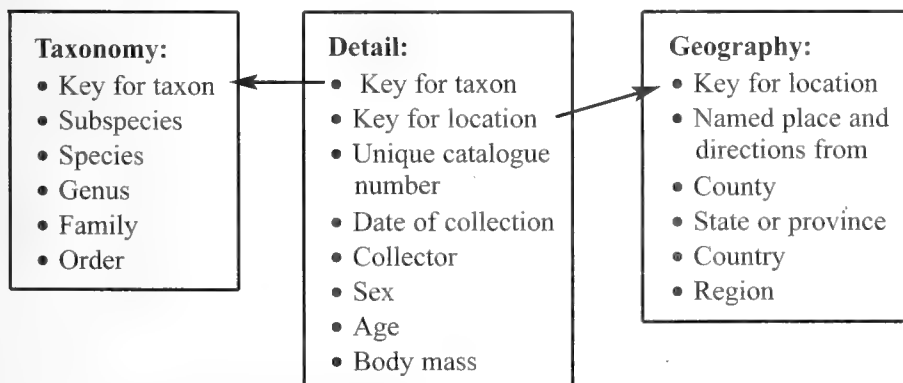 Taxonomy:
• Key for taxon
• Subspecies
• Species
• Genus
• Family
• Order
Detail:
• Key for taxon
• Key for location
• Unique catalogue
number
• Date of collection
• Collector
• Sex
• Age
• Body mass
Geography:
• Key for location
• Named place and
directions from
• County
• State or province
• Country
• Region